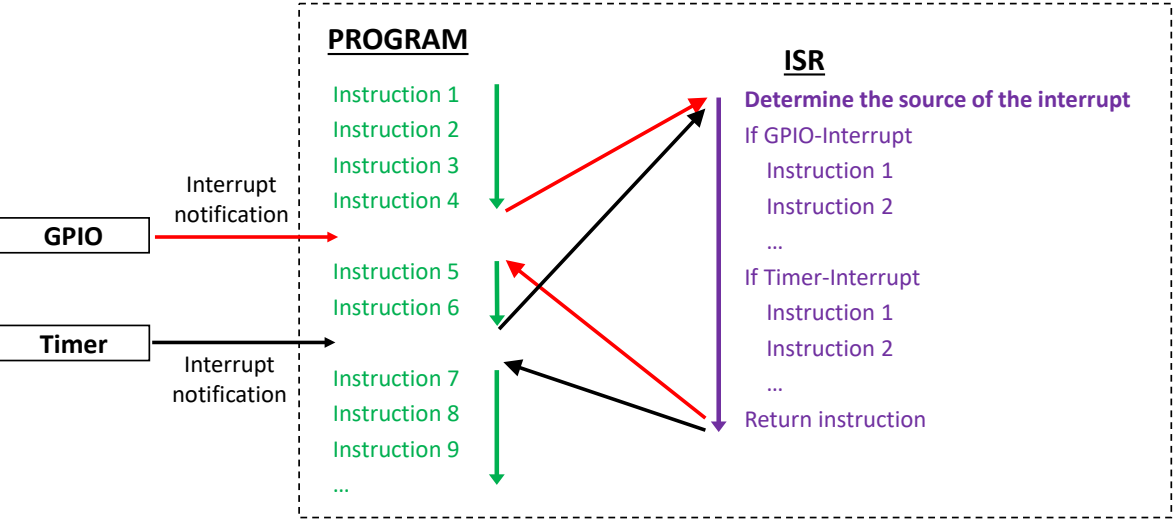 PROGRAM
Instruction 1
Instruction 2
Instruction 3
Instruction 4
Interrupt
notification
GPIO
Instruction 5
Instruction 6
Timer
Interrupt
notification
Instruction 7
Instruction 8
Instruction 9
...
ISR
Determine the source of the interrupt
If GPIO-Interrupt
Instruction 1
Instruction 2
...
If Timer-Interrupt
Instruction 1
Instruction 2
...
Return instruction